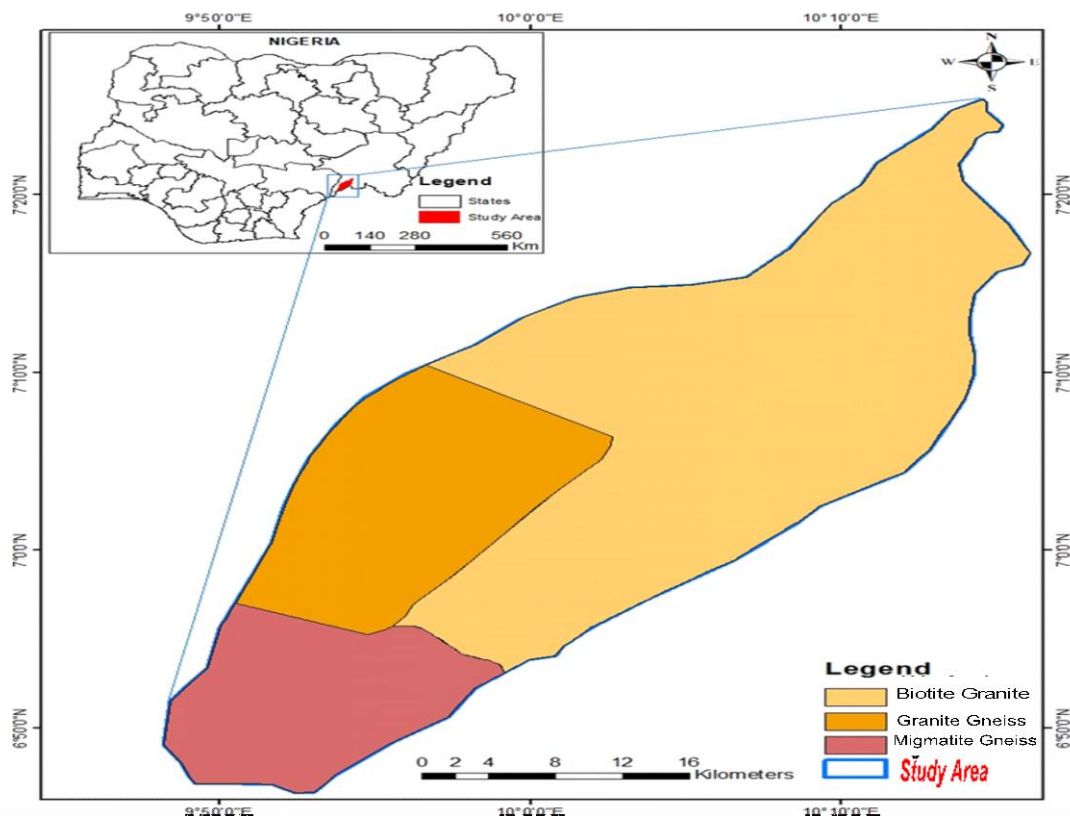 9°50'0"E 10°0'0"E 10°10'0"E
NIGERIA
N
W E
S
Legend
States
Study Area
0 140 280 560
Km
7°20'0"N 7°20'0"N
7°10'0"N 7°10'0"N
7°0'0"N 7°0'0"N
6°50'0"N 6°50'0"N
Legend
Biotite Granite
Granite Gneiss
Migmatite Gneiss
Study Area
0 2 4 8 12 16
Kilometers
9°50'0"E 10°0'0"E 10°10'0"E